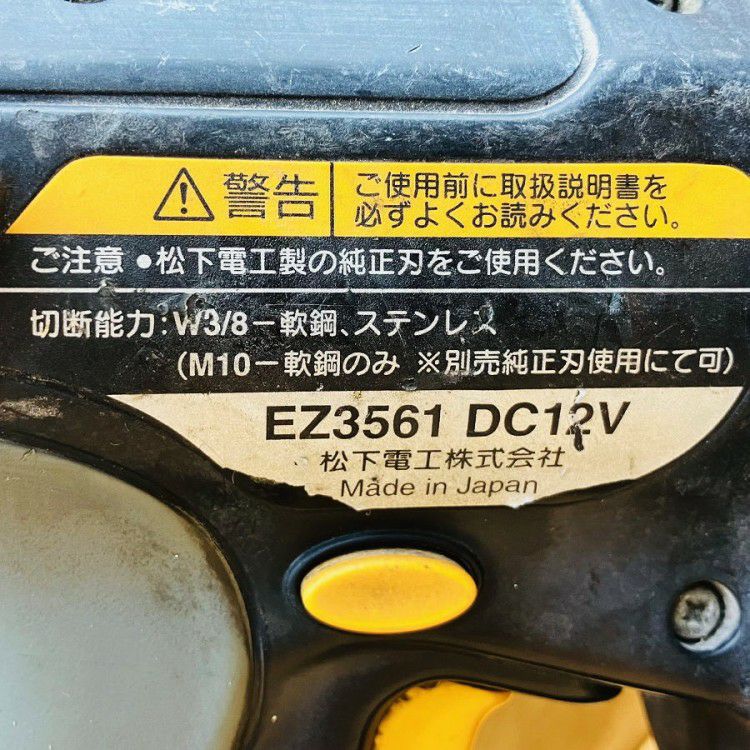 警告
ご使用前に取扱説明書を
必ずよくお読みください。
ご注意 ●松下電工製の純正刃をご使用ください。
切断能力:W3/8ー軟鋼、ステンレス
(M10ー軟鋼のみ ※別売純正刃使用にて可)
EZ3561 DC12V
松下電工株式会社
Made in Japan